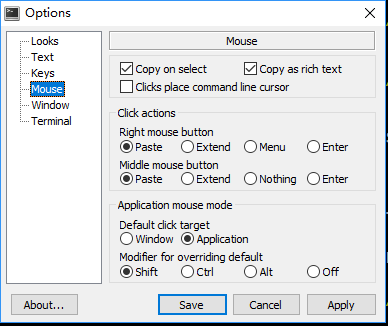 Options
Looks
Text
Keys
Mouse
Window
Terminal
Mouse
Copy on select Copy as rich text
Clicks place command line cursor
Click actions
Right mouse button
Paste Extend Menu Enter
Middle mouse button
Paste Extend Nothing Enter
Application mouse mode
Default click target
Window Application
Modifier for overriding default
Shift Ctrl Alt Off
About... Save Cancel Apply